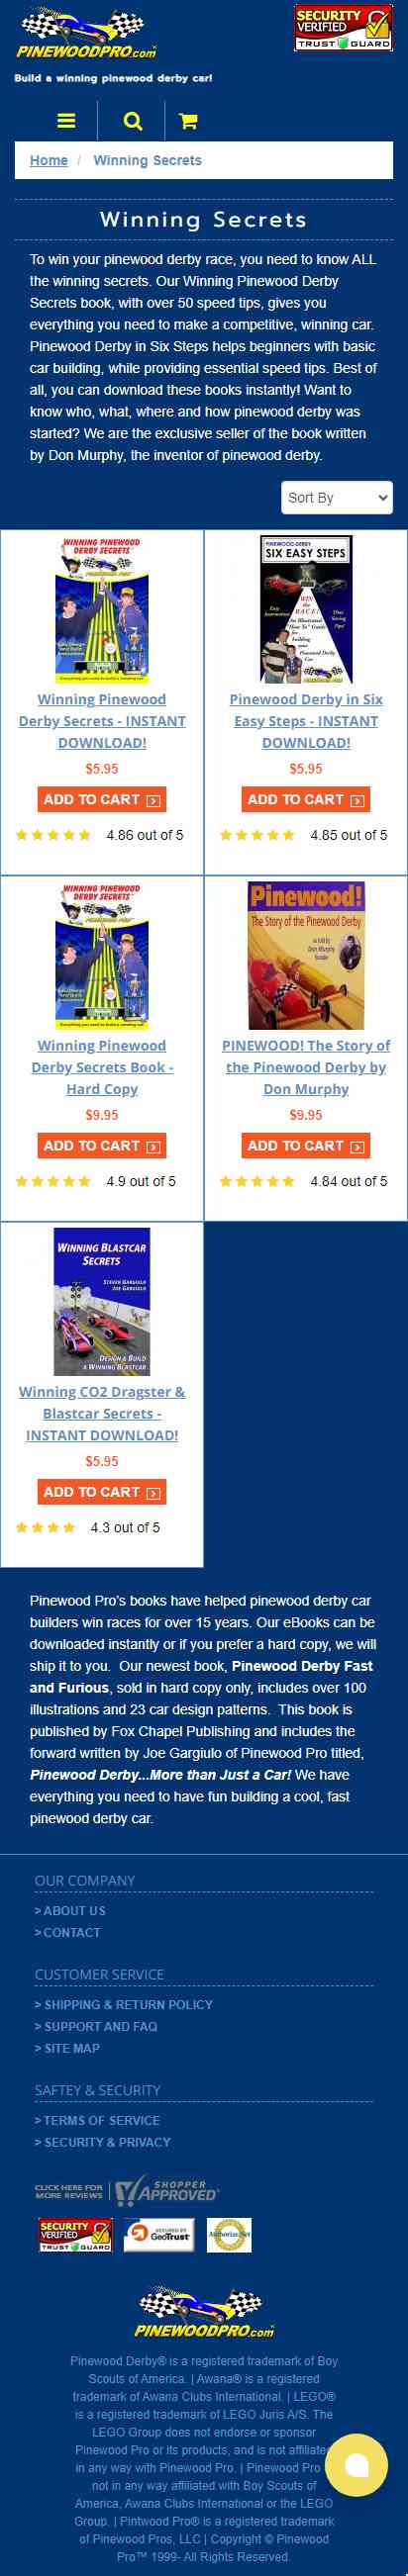 PINEWOODPRO.com
SECURITY
VERIFIED
TRUST GUARD
Build a winning pinewood derby car!
Home / Winning Secrets
Winning Secrets
To win your pinewood derby race, you need to know ALL
the winning secrets. Our Winning Pinewood Derby
Secrets book, with over 50 speed tips, gives you
everything you need to make a competitive, winning car.
Pinewood Derby in Six Steps helps beginners with basic
car building, while providing essential speed tips. Best of
all, you can download these books instantly! Want to
know who, what, where and how pinewood derby was
started? We are the exclusive seller of the book written
by Don Murphy, the inventor of pinewood derby.
Sort By
WINNING PINEWOOD
DERBY SECRETS
Winning Pinewood
Derby Secrets - INSTANT
DOWNLOAD!
$5.95
ADD TO CART
4.86 out of 5
PINEWOOD DERBY
SIX EASY STEPS
WIN
the
RACE!
Pinewood Derby in Six
Easy Steps - INSTANT
DOWNLOAD!
$5.95
ADD TO CART
4.85 out of 5
WINNING PINEWOOD
DERBY SECRETS
Winning Pinewood
Derby Secrets Book -
Hard Copy
$9.95
ADD TO CART
4.9 out of 5
Pinewood!
The Story of the Pinewood Derby
PINEWOOD! The Story of
the Pinewood Derby by
Don Murphy
$9.95
ADD TO CART
4.84 out of 5
WINNING BLASTCAR
SECRETS
STEVEN GARGIULO
JOE GARGIULO
DESIGN & BUILD
A WINNING BLASTCAR
Winning CO2 Dragster &
Blastcar Secrets -
INSTANT DOWNLOAD!
$5.95
ADD TO CART
4.3 out of 5
Pinewood Pro's books have helped pinewood derby car
builders win races for over 15 years. Our eBooks can be
downloaded instantly or if you prefer a hard copy, we will
ship it to you. Our newest book, Pinewood Derby Fast
and Furious, sold in hard copy only, includes over 100
illustrations and 23 car design patterns. This book is
published by Fox Chapel Publishing and includes the
forward written by Joe Gargiulo of Pinewood Pro titled,
Pinewood Derby...More than Just a Car! We have
everything you need to have fun building a cool, fast
pinewood derby car.
OUR COMPANY
> ABOUT US
> CONTACT
CUSTOMER SERVICE
> SHIPPING & RETURN POLICY
> SUPPORT AND FAQ
> SITE MAP
SAFTEY & SECURITY
> TERMS OF SERVICE
> SECURITY & PRIVACY
CLICK HERE FOR
MORE REVIEWS
SHOPPER
APPROVED
SECURITY
VERIFIED
TRUST GUARD
SECURED BY
GeoTrust
Authorize.Net
PINEWOODPRO.com
Pinewood Derby® is a registered trademark of Boy
Scouts of America. | Awana® is a registered
trademark of Awana Clubs International. | LEGO®
is a registered trademark of LEGO Juris A/S. The
LEGO Group does not endorse or sponsor
Pinewood Pro or its products, and is not affiliated
in any way with Pinewood Pro. | Pinewood Pro
not in any way affiliated with Boy Scouts of
America, Awana Clubs International or the LEGO
Group. | Pintwood Pro® is a registered trademark
of Pinewood Pros, LLC | Copyright © Pinewood
Pro™ 1999- All Rights Reserved.